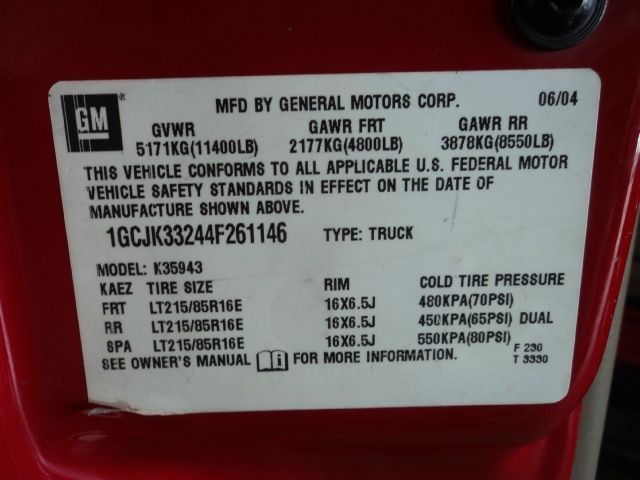 GM ® MFD BY GENERAL MOTORS CORP. 06/04
GVWR GAWR FRT GAWR RR
5171KG(11400LB) 2177KG(4800LB) 3878KG(8550LB)
THIS VEHICLE CONFORMS TO ALL APPLICABLE U.S. FEDERAL MOTOR
VEHICLE SAFETY STANDARDS IN EFFECT ON THE DATE OF
MANUFACTURE SHOWN ABOVE.
1GCJK33244F261146 TYPE: TRUCK
MODEL: K35943
KAEZ TIRE SIZE RIM COLD TIRE PRESSURE
FRT LT215/85R16E 16X6.5J 480KPA(70PSI)
RR LT215/85R16E 16X6.5J 450KPA(65PSI) DUAL
SPA LT215/85R16E 16X6.5J 550KPA(80PSI)
SEE OWNER'S MANUAL i FOR MORE INFORMATION. F 230
T 3330